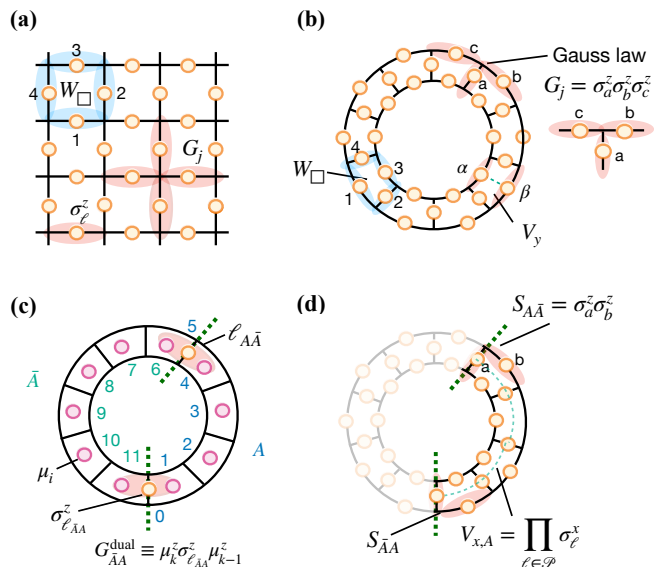 (a)
3
4
W□
2
1
G_j
σ^z_ℓ
(b)
c
Gauss law
a
b
G_j = σ^z_a σ^z_b σ^z_c
c
b
a
4
3
α
W□
1
2
β
V_y
(c)
5
ℓ_{AĀ}
Ā
7
6
4
8
9
3
A
10
2
11
1
μ_i
0
σ^z_{ℓ_{ĀA}}
G^{dual}_{ĀA} ≡ μ^z_k σ^z_{ℓ_{ĀA}} μ^z_{k−1}
(d)
S_{AĀ} = σ^z_a σ^z_b
a
b
S_{ĀA}
V_{x,A} = ∏_{ℓ∈𝒫} σ^x_ℓ